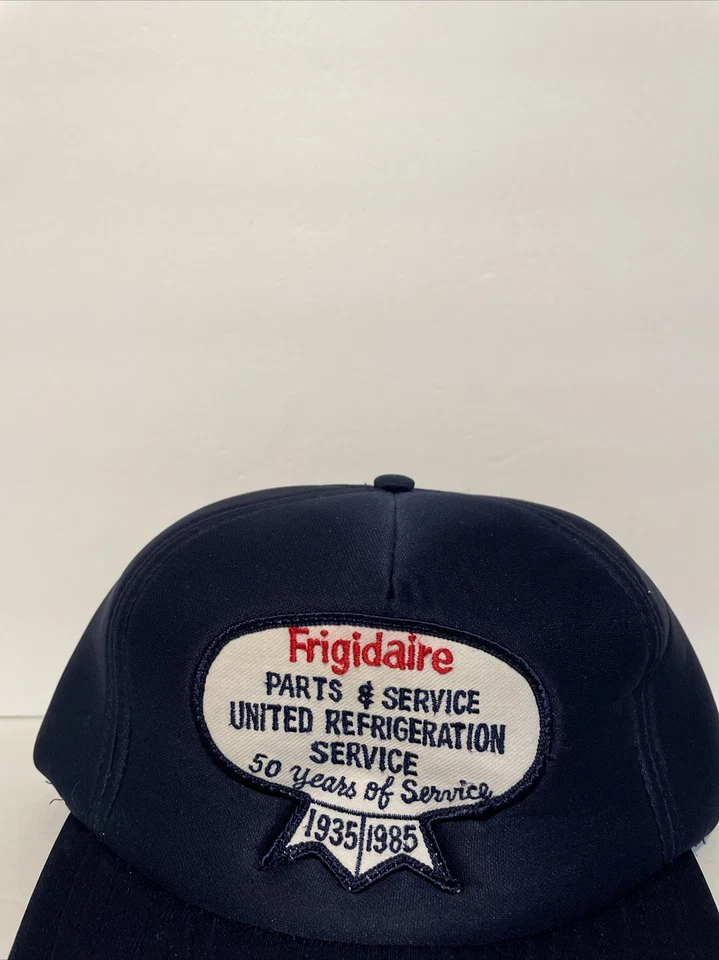 Frigidaire
PARTS & SERVICE
UNITED REFRIGERATION
SERVICE
50 years of Service
1935 1985